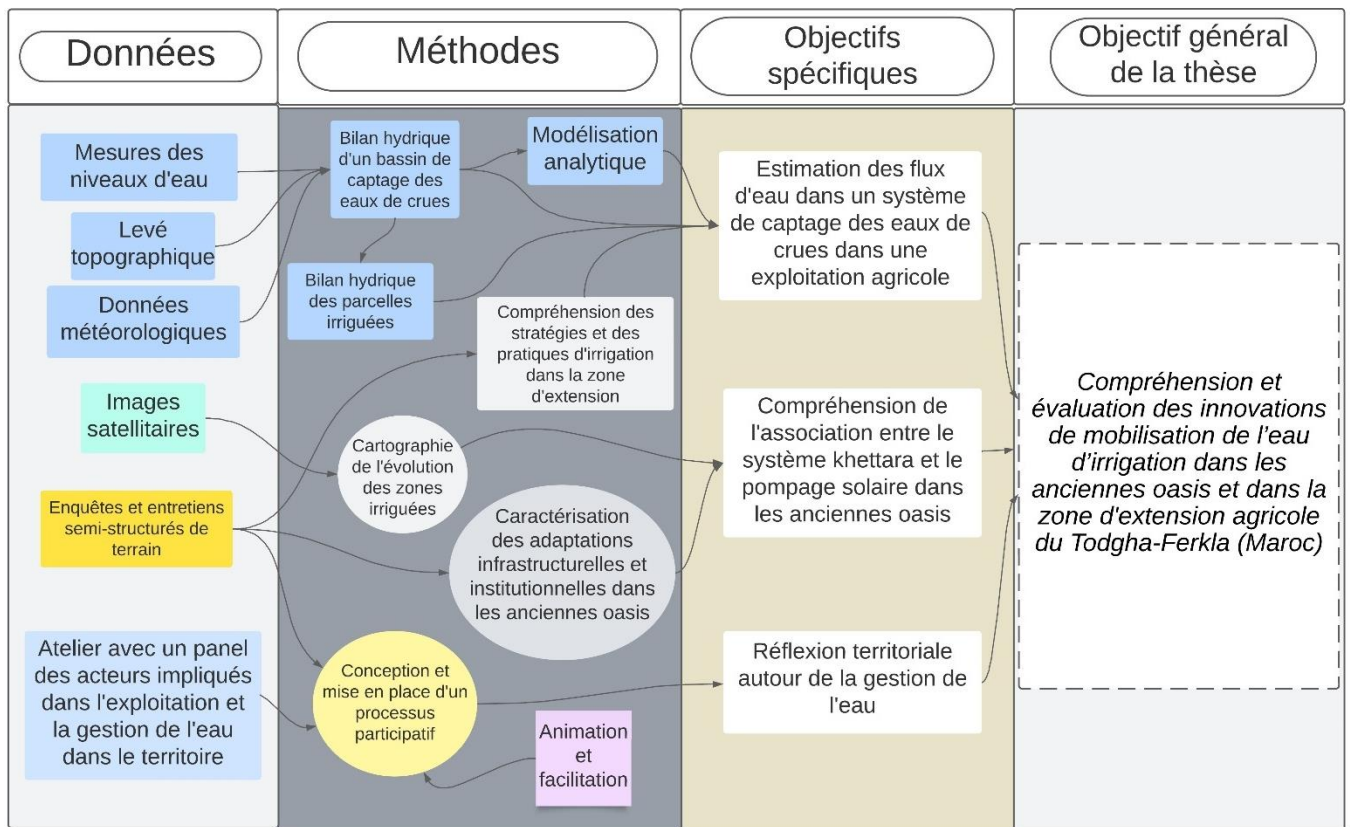 Données
Méthodes
Objectifs
spécifiques
Objectif général
de la thèse
Mesures des
niveaux d'eau
Levé
topographique
Données
météorologiques
Images
satellitaires
Enquêtes et entretiens
semi-structurés de
terrain
Atelier avec un panel
des acteurs impliqués
dans l'exploitation et
la gestion de l'eau
dans le territoire
Bilan hydrique
d'un bassin de
captage des
eaux de crues
Modélisation
analytique
Bilan hydrique
des parcelles
irriguées
Compréhension des
stratégies et des
pratiques d'irrigation
dans la zone
d'extension
Cartographie
de l'évolution
des zones
irriguées
Caractérisation
des adaptations
infrastructurelles et
institutionnelles dans
les anciennes oasis
Conception et
mise en place d'un
processus
participatif
Animation
et
facilitation
Estimation des flux
d'eau dans un système
de captage des eaux de
crues dans une
exploitation agricole
Compréhension de
l'association entre le
système khettara et le
pompage solaire dans
les anciennes oasis
Réflexion territoriale
autour de la gestion de
l'eau
Compréhension et
évaluation des innovations
de mobilisation de l’eau
d’irrigation dans les
anciennes oasis et dans la
zone d'extension agricole
du Todgha-Ferkla (Maroc)